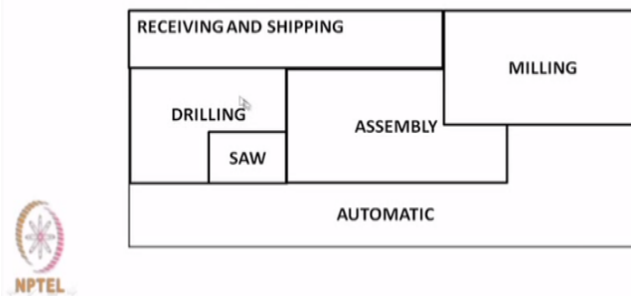 RECEIVING AND SHIPPING
MILLING
DRILLING
ASSEMBLY
SAW
AUTOMATIC
NPTEL